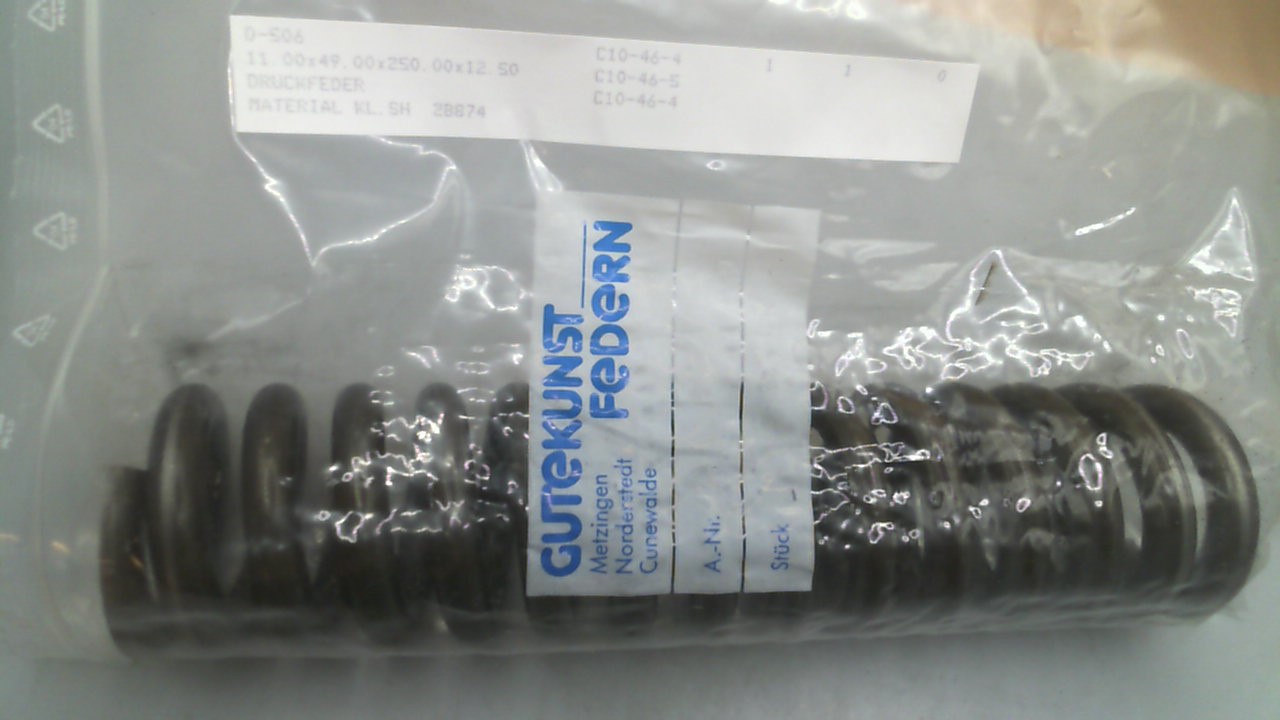 D-506
11.00x49.00x250.00x12.50
DRUCKFEDER
MATERIAL KL.SH 28874
C10-46-4 1 1 0
C10-46-5
C10-46-4
GUTEKUNST
FEDERN
Metzingen
Norderstedt
Cunewalde
A.-Nr.
Stück